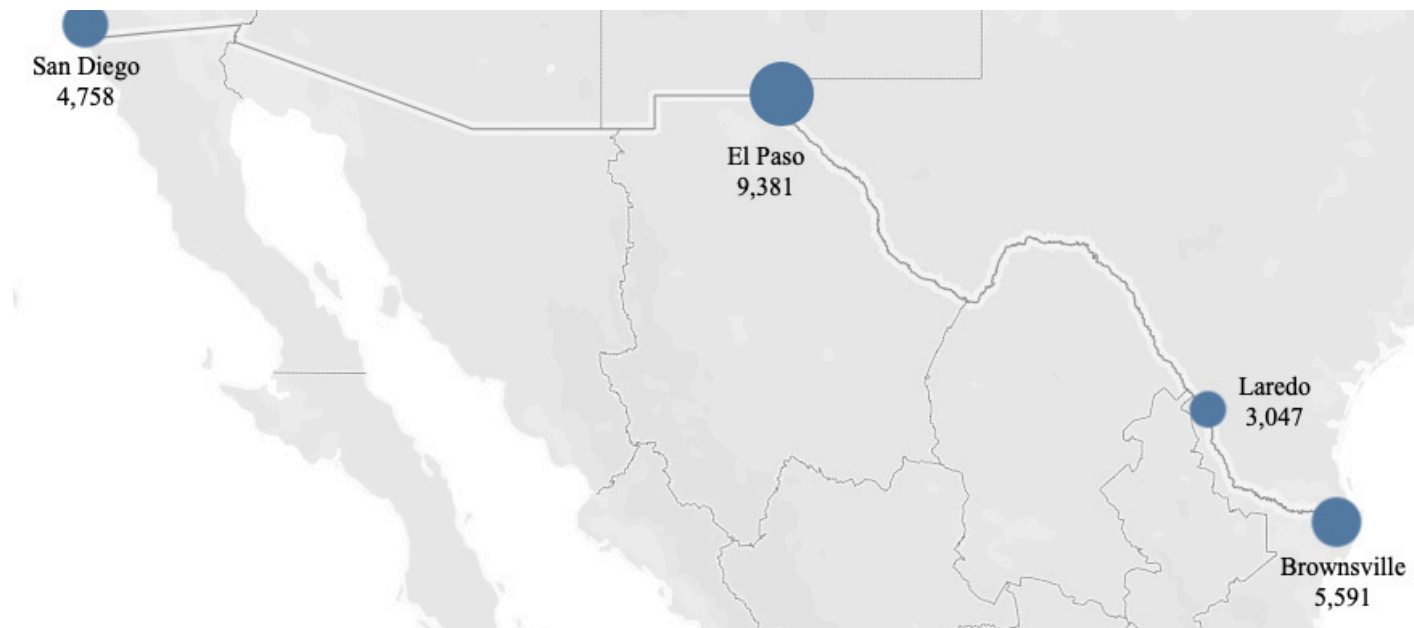 San Diego
4,758
El Paso
9,381
Laredo
3,047
Brownsville
5,591